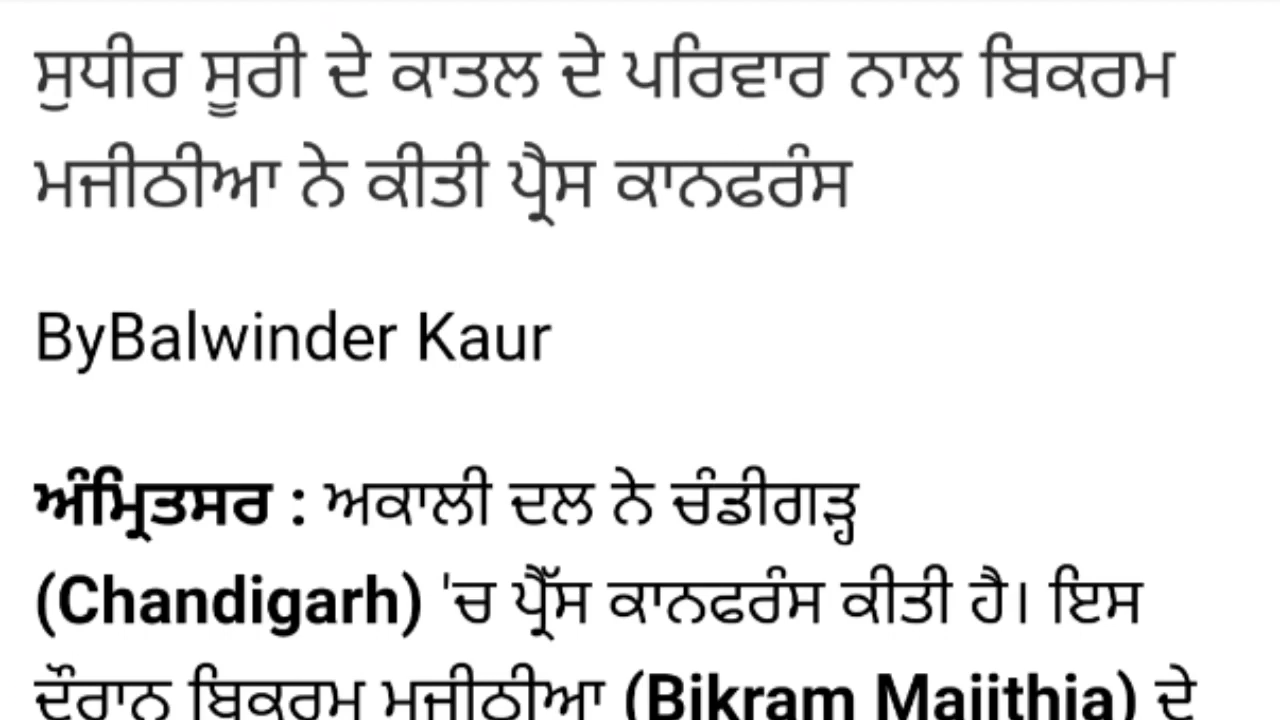 ਸੁਧੀਰ ਸੂਰੀ ਦੇ ਕਾਤਲ ਦੇ ਪਰਿਵਾਰ ਨਾਲ ਬਿਕਰਮ
ਮਜੀਠੀਆ ਨੇ ਕੀਤੀ ਪ੍ਰੈਸ ਕਾਨਫਰੰਸ
ByBalwinder Kaur
ਅੰਮ੍ਰਿਤਸਰ : ਅਕਾਲੀ ਦਲ ਨੇ ਚੰਡੀਗੜ੍ਹ
(Chandigarh) 'ਚ ਪ੍ਰੈੱਸ ਕਾਨਫਰੰਸ ਕੀਤੀ ਹੈ। ਇਸ
ਦੌਰਾਨ ਬਿਕਰਮ ਮਜੀਠੀਆ (Bikram Majithia) ਦੇ